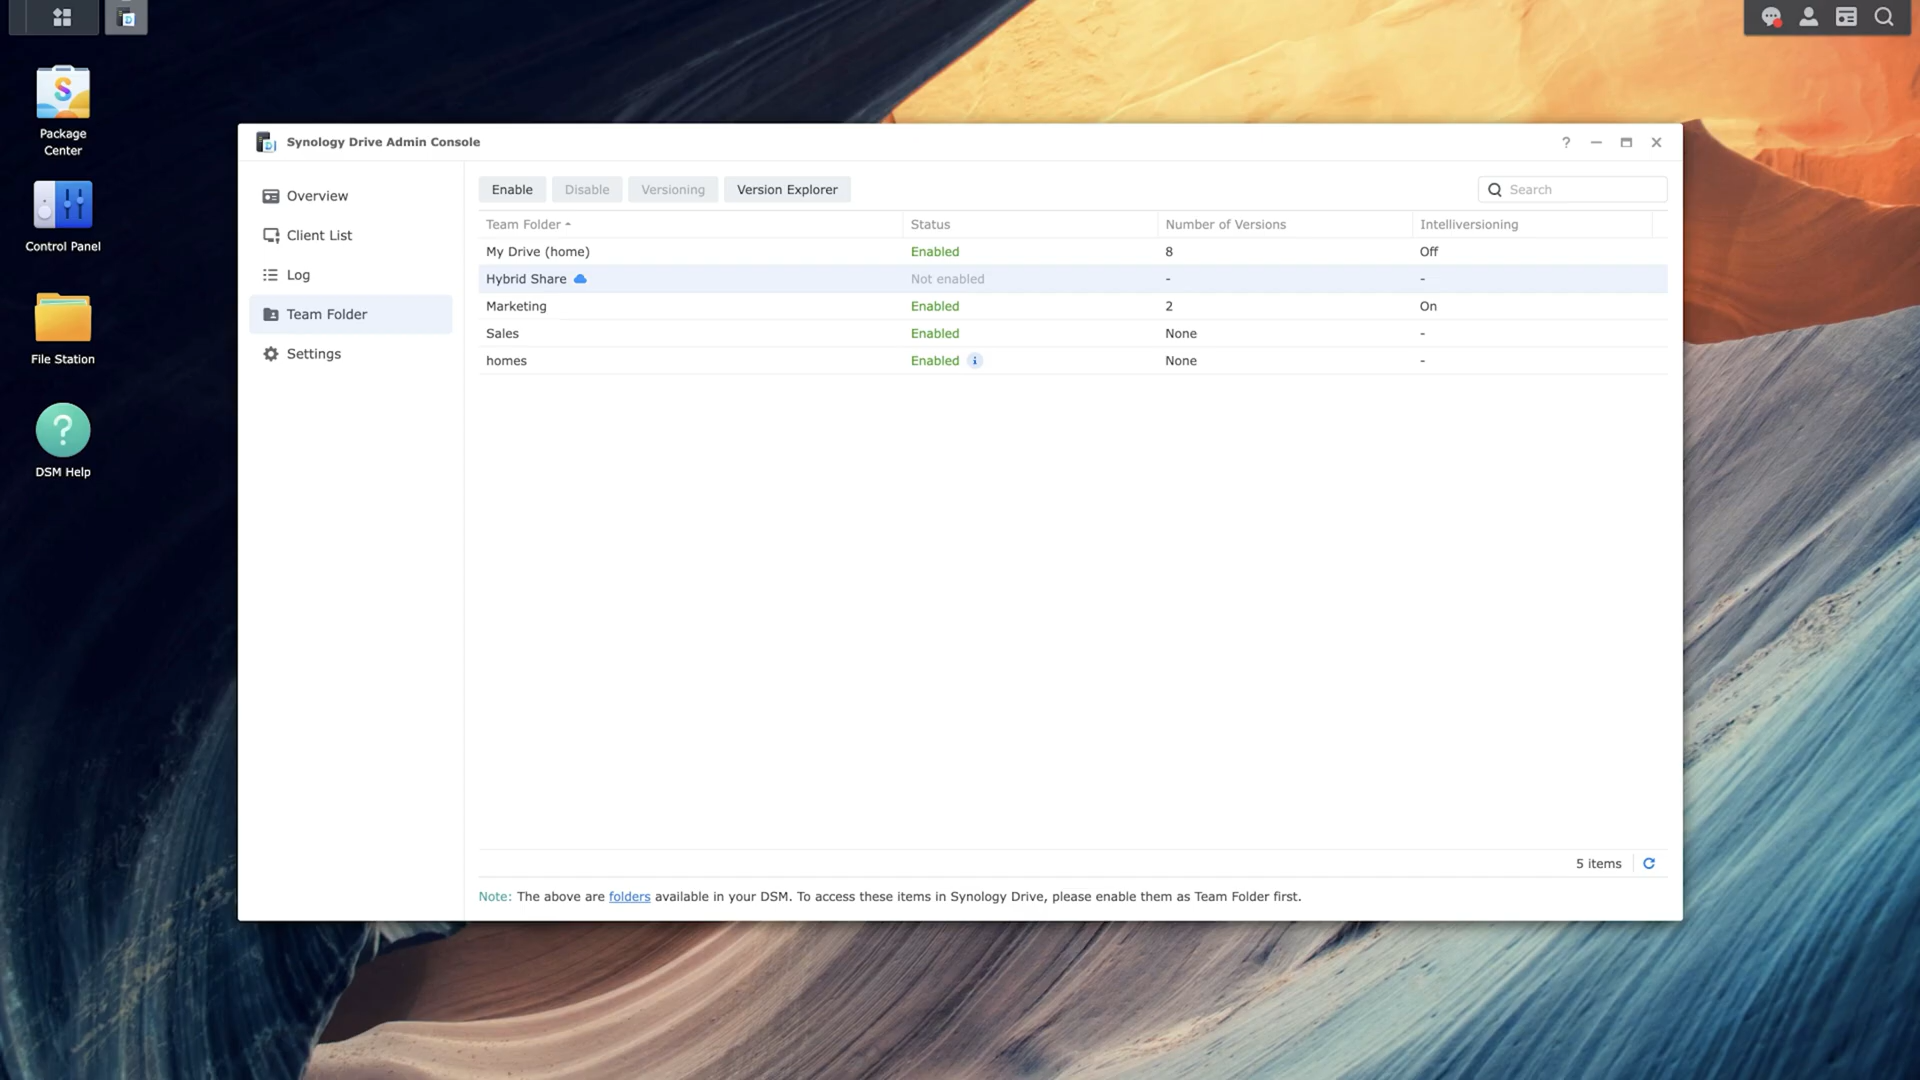 Package
Center
Control Panel
File Station
DSM Help
Synology Drive Admin Console
Overview
Client List
Log
Team Folder
Settings
Enable Disable Versioning Version Explorer Search
Team Folder Status Number of Versions Intelliversioning
My Drive (home) Enabled 8 Off
Hybrid Share Not enabled - -
Marketing Enabled 2 On
Sales Enabled None -
homes Enabled None -
5 items
Note: The above are folders available in your DSM. To access these items in Synology Drive, please enable them as Team Folder first.